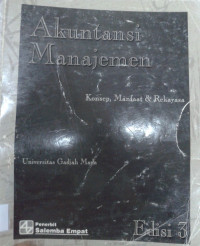 Akuntansi
Manajemen
Konsep, Manfaat & Rekayasa
Universitas Gadjah Mada
Penerbit
Salemba Empat
Edisi 3